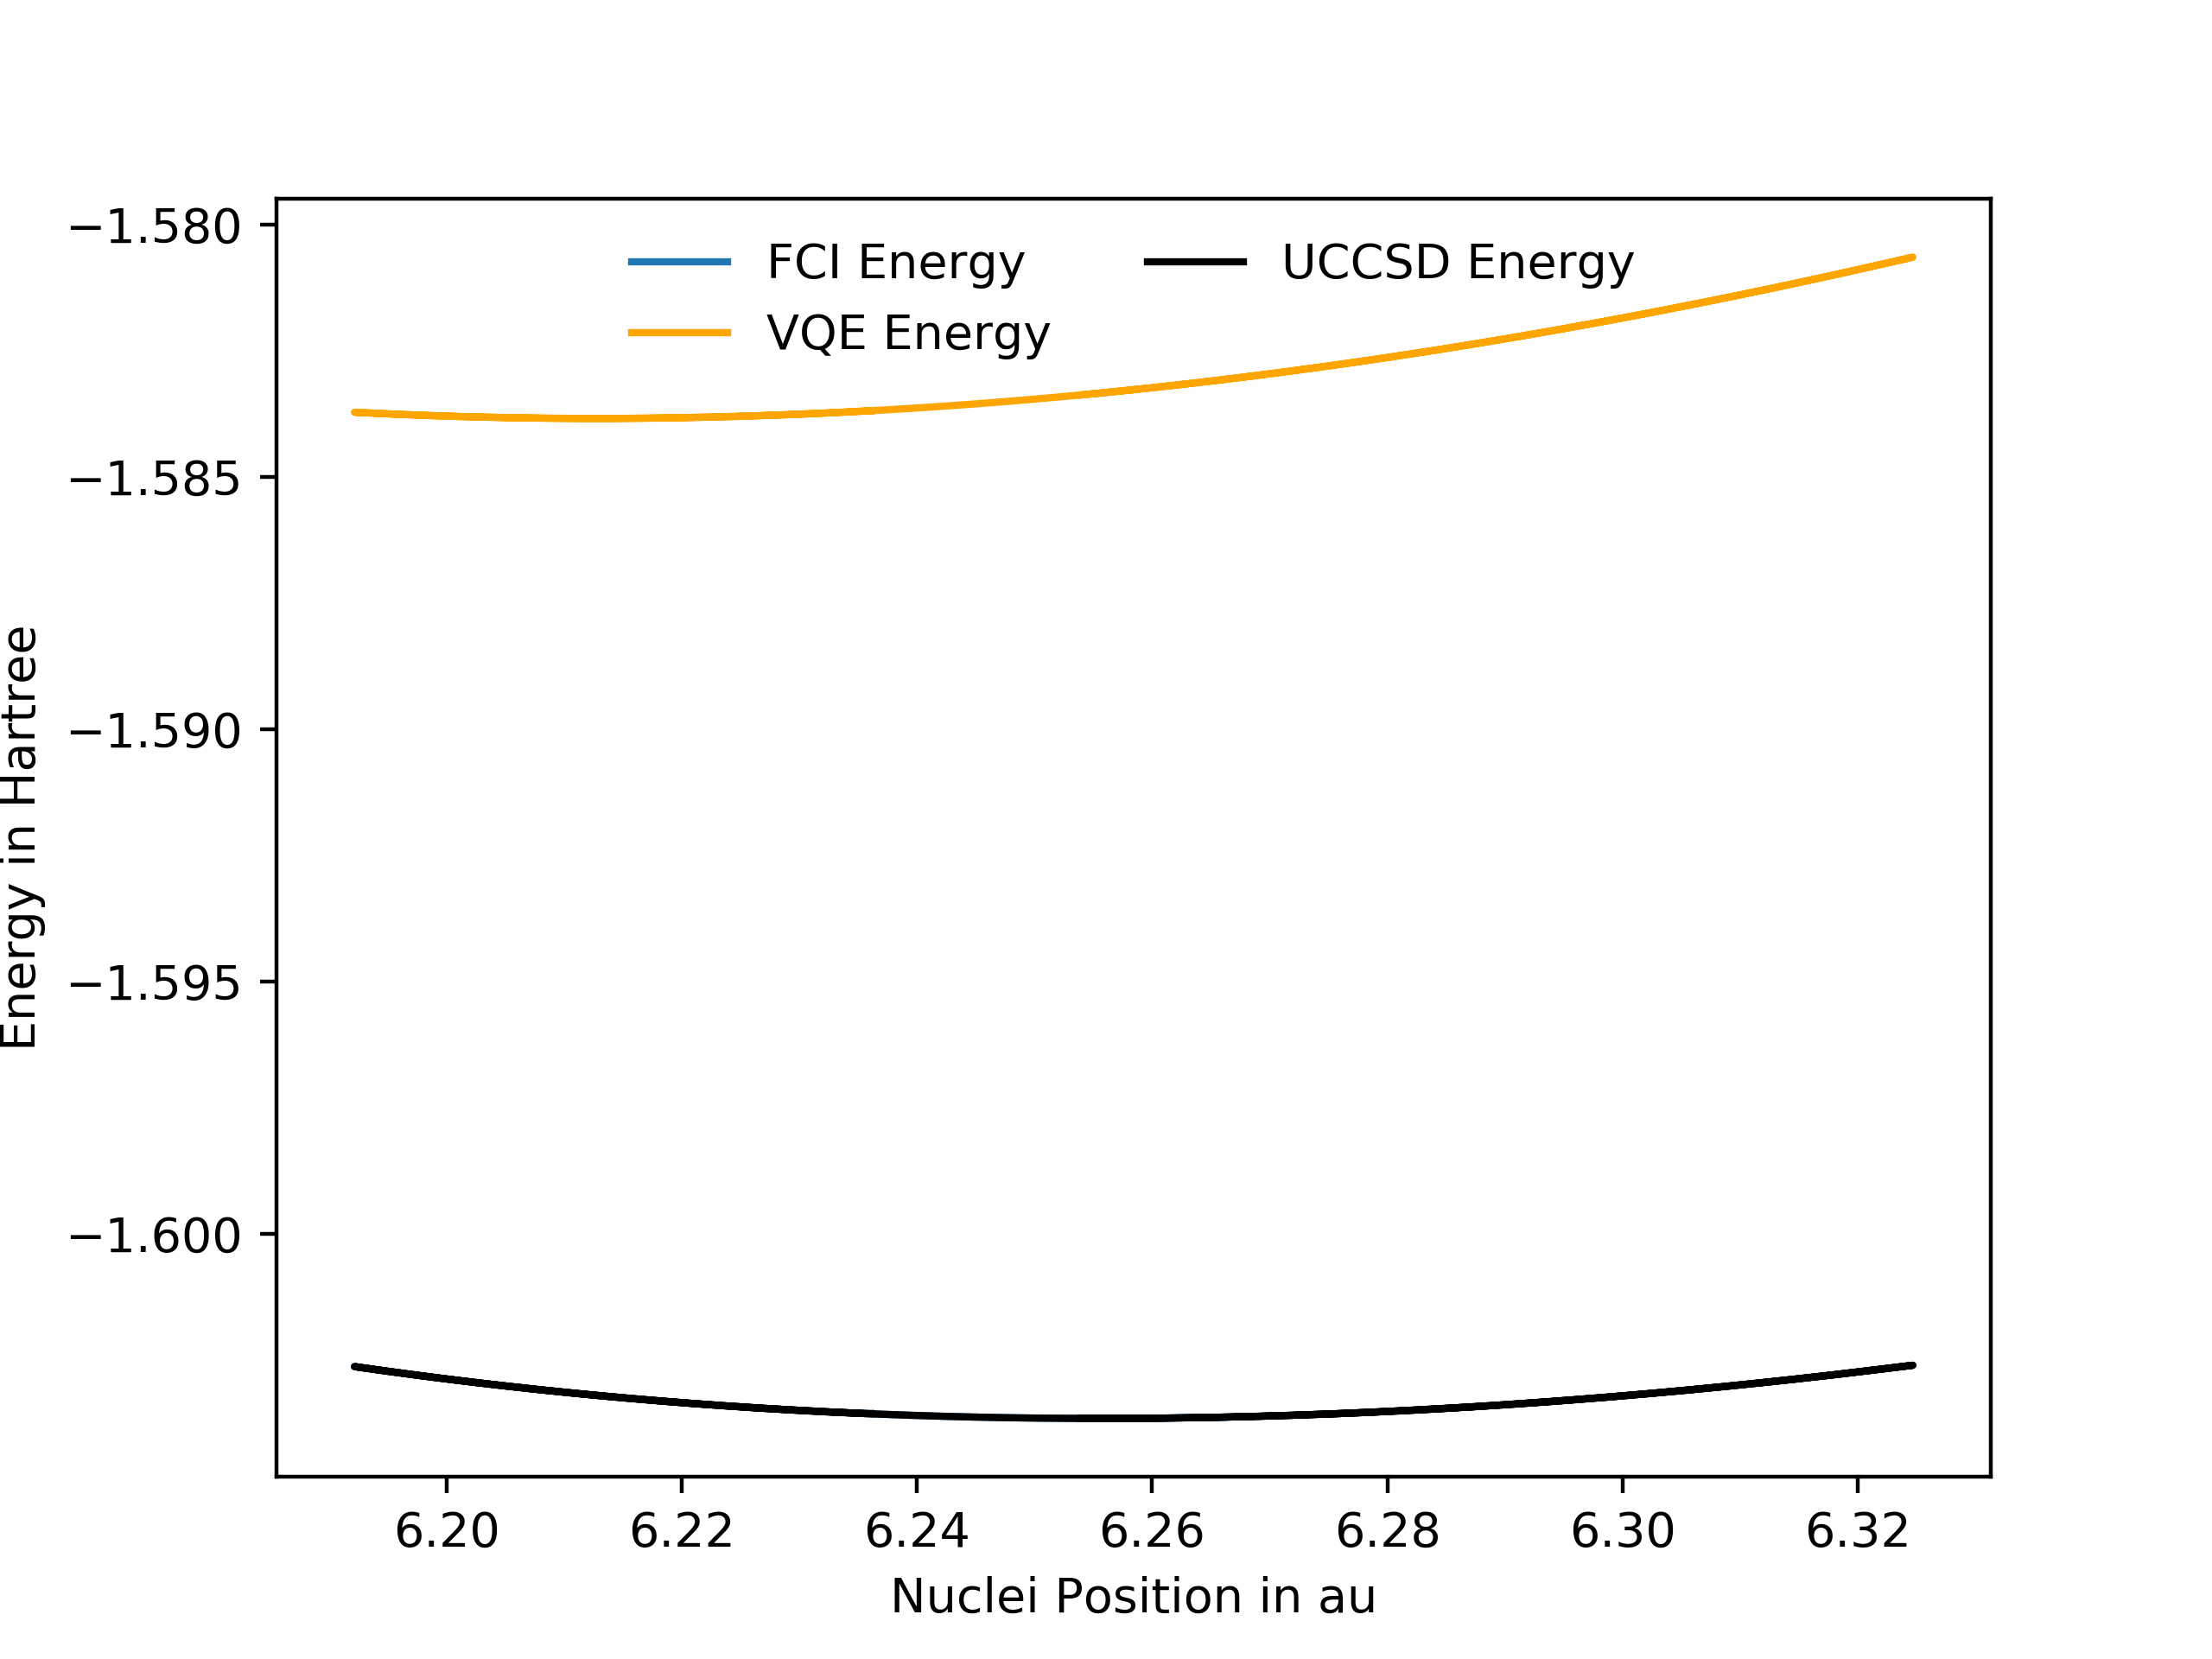 FCI Energy
VQE Energy
UCCSD Energy
−1.580
−1.585
−1.590
−1.595
−1.600
Energy in Hartree
6.20 6.22 6.24 6.26 6.28 6.30 6.32
Nuclei Position in au